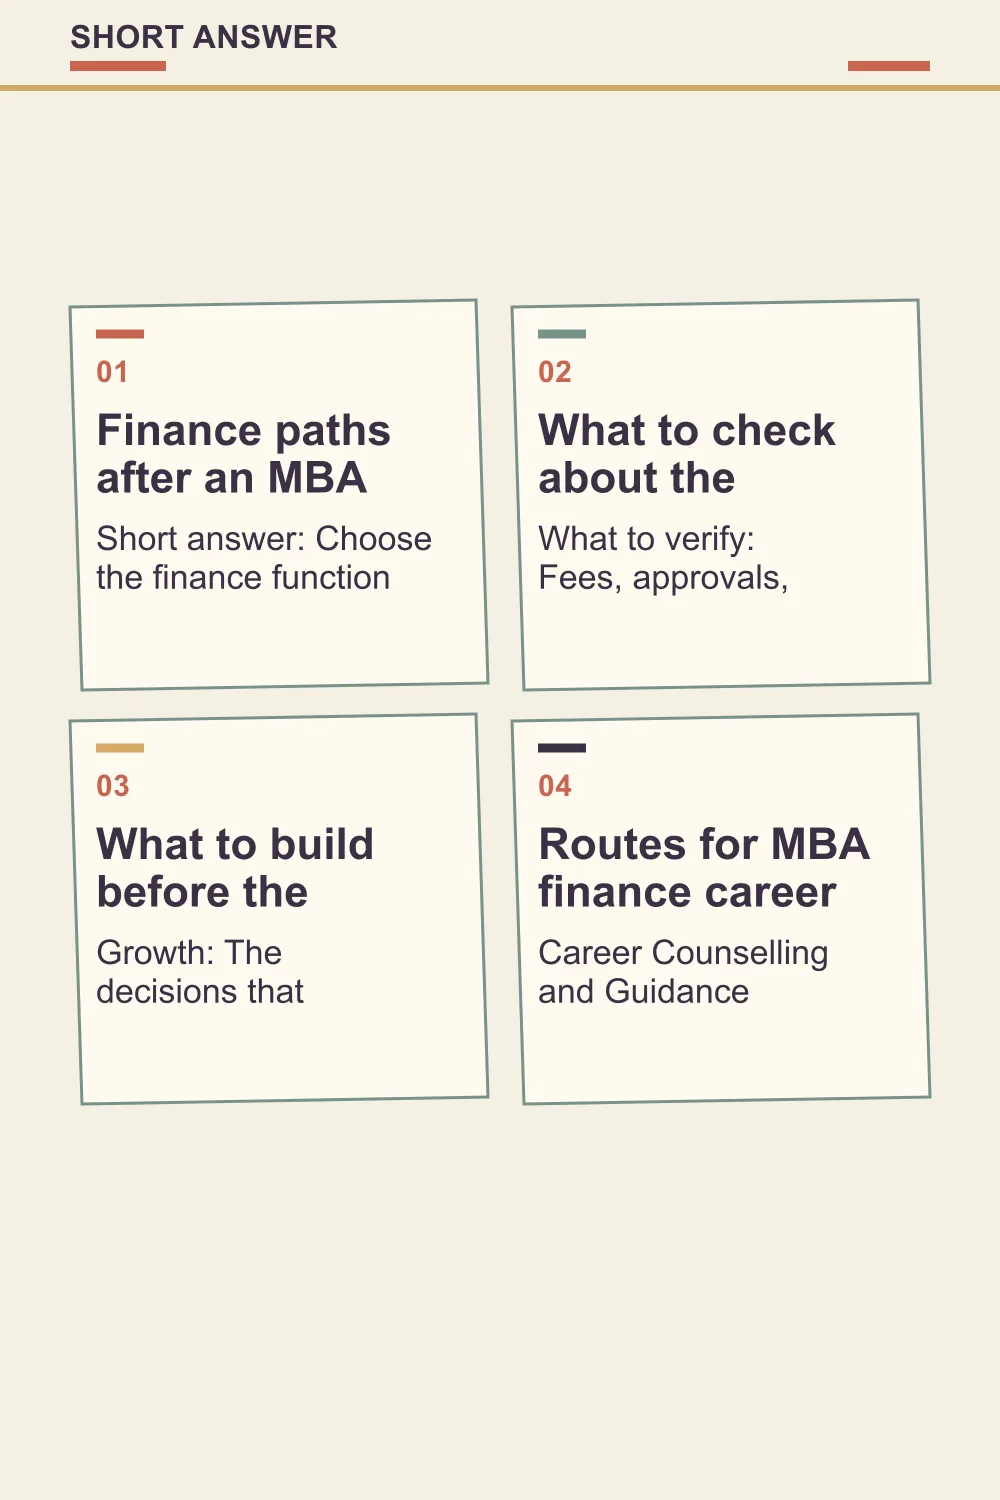 SHORT ANSWER
01
Finance paths
after an MBA
Short answer: Choose
the finance function
02
What to check
about the
What to verify:
Fees, approvals,
03
What to build
before the
Growth: The
decisions that
04
Routes for MBA
finance career
Career Counselling
and Guidance